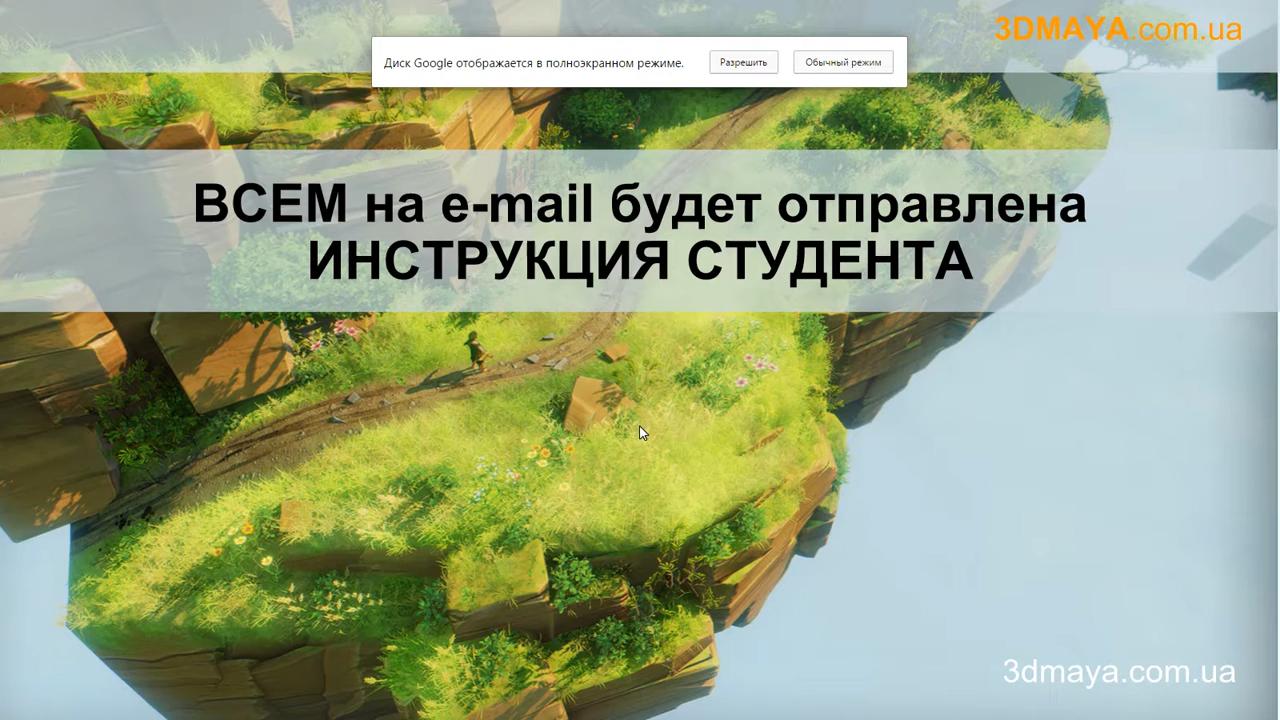 3DMAYA.com.ua
Диск Google отображается в полноэкранном режиме. Разрешить Обычный режим
ВСЕМ на e-mail будет отправлена
ИНСТРУКЦИЯ СТУДЕНТА
3dmaya.com.ua